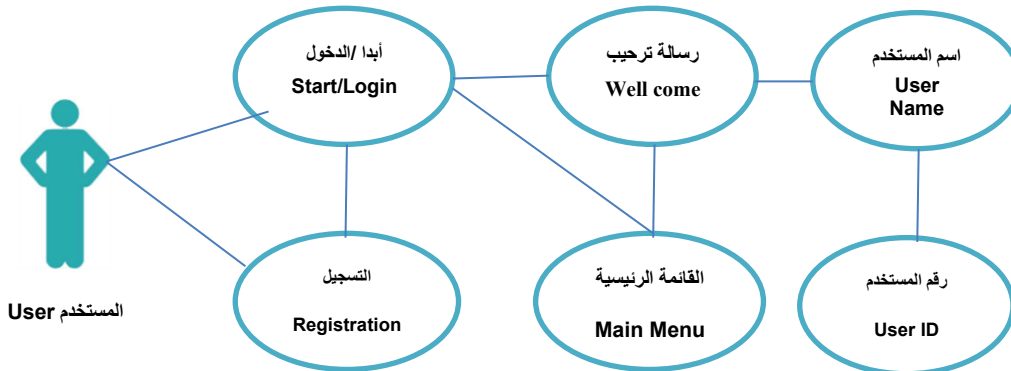 أبدا /الدخول
Start/Login
رسالة ترحيب
Well come
اسم المستخدم
User
Name
المستخدم User
التسجيل
Registration
القائمة الرئيسية
Main Menu
رقم المستخدم
User ID